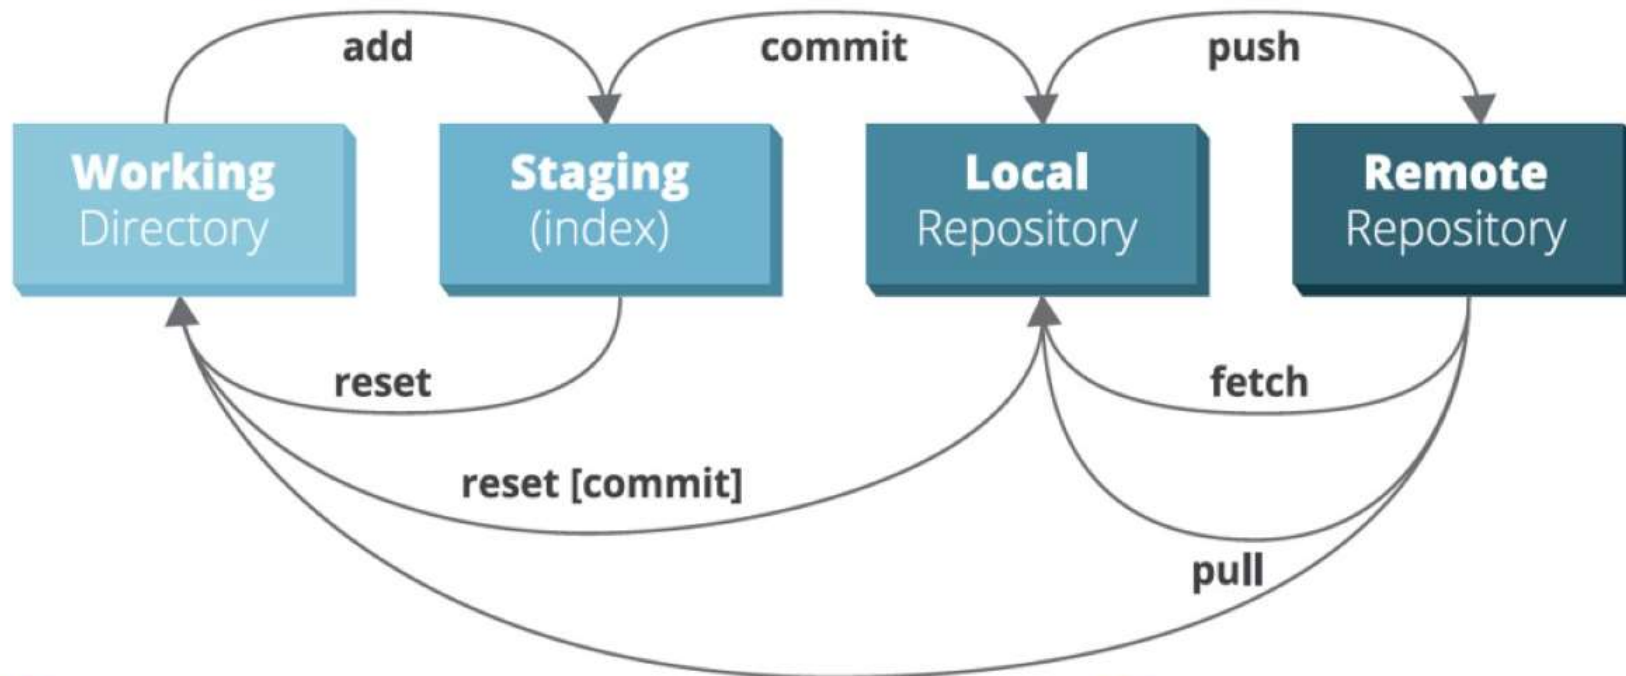 add
commit
push
Working
Directory
Staging
(index)
Local
Repository
Remote
Repository
reset
fetch
reset [commit]
pull